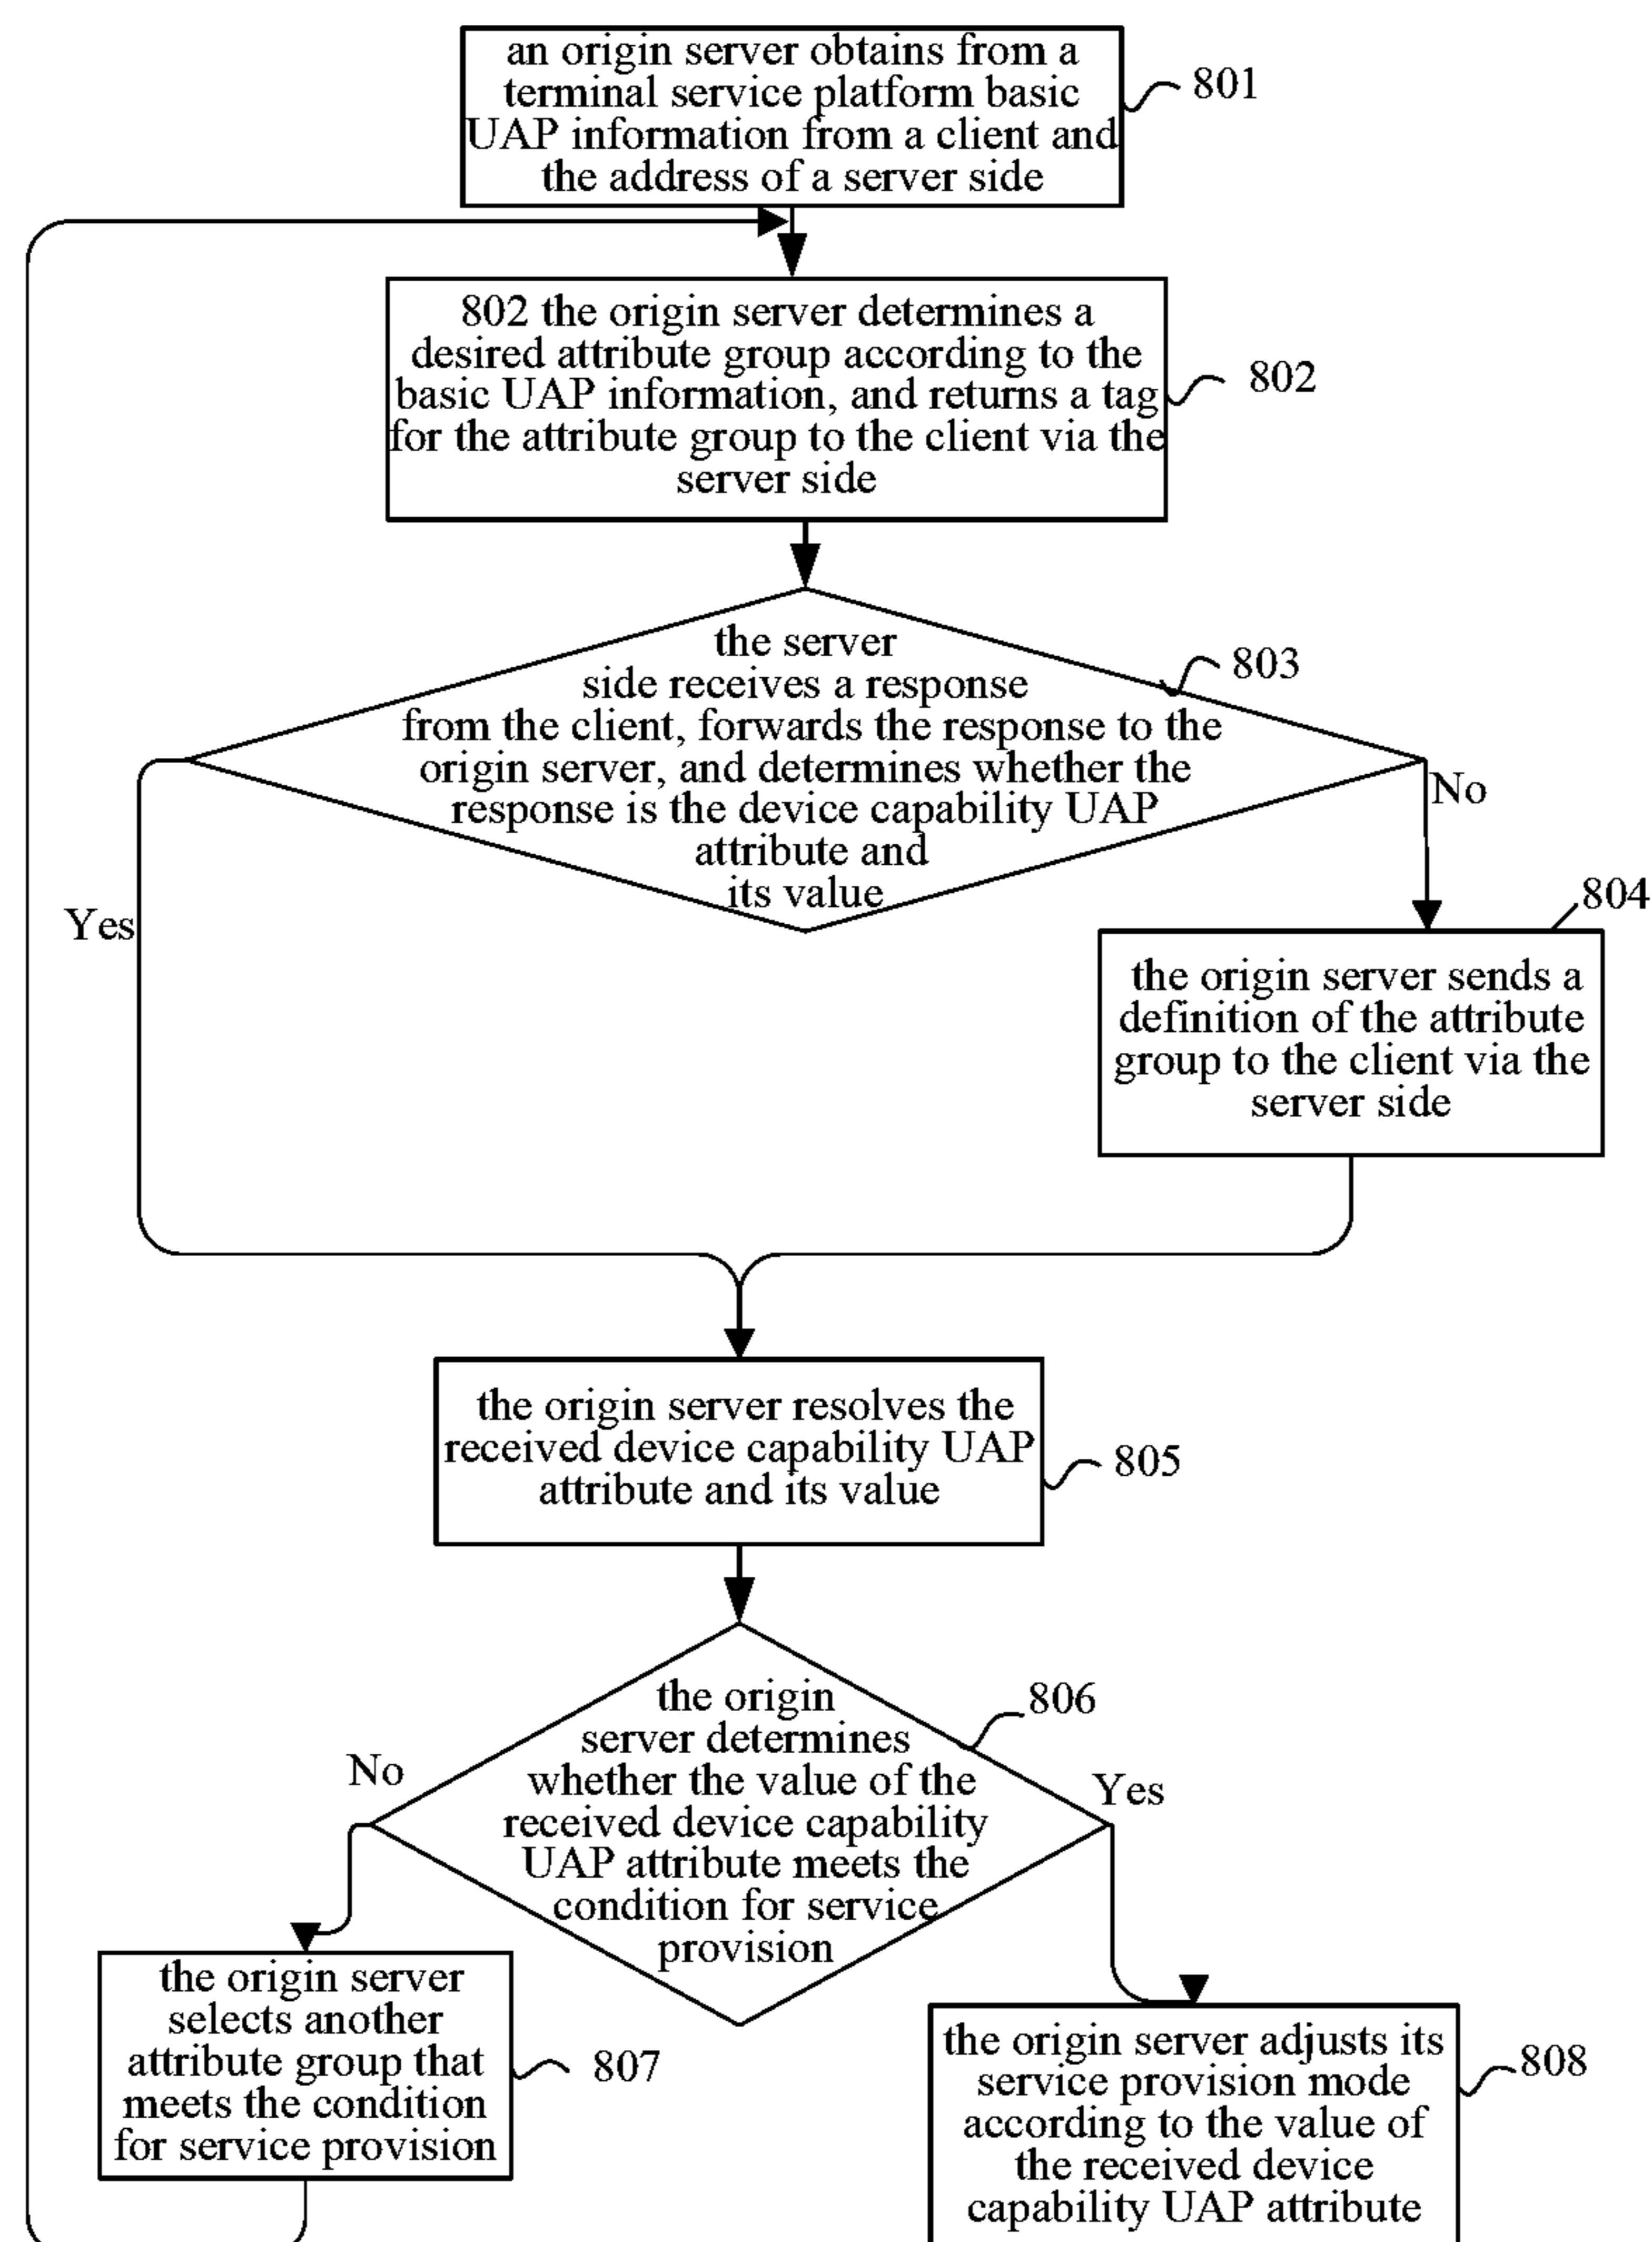 an origin server obtains from a
terminal service platform basic
UAP information from a client and
the address of a server side
801
802 the origin server determines a
desired attribute group according to the
basic UAP information, and returns a tag
for the attribute group to the client via the
server side
802
the server
side receives a response
from the client, forwards the response to the
origin server, and determines whether the
response is the device capability UAP
attribute and
its value
803
No
Yes
804
the origin server sends a
definition of the attribute
group to the client via the
server side
the origin server resolves the
received device capability UAP
attribute and its value
805
the origin
server determines
whether the value of the
received device capability
UAP attribute meets the
condition for service
provision
806
No
Yes
the origin server
selects another
attribute group that
meets the condition
for service provision
807
the origin server adjusts its
service provision mode
according to the value of
the received device
capability UAP attribute
808